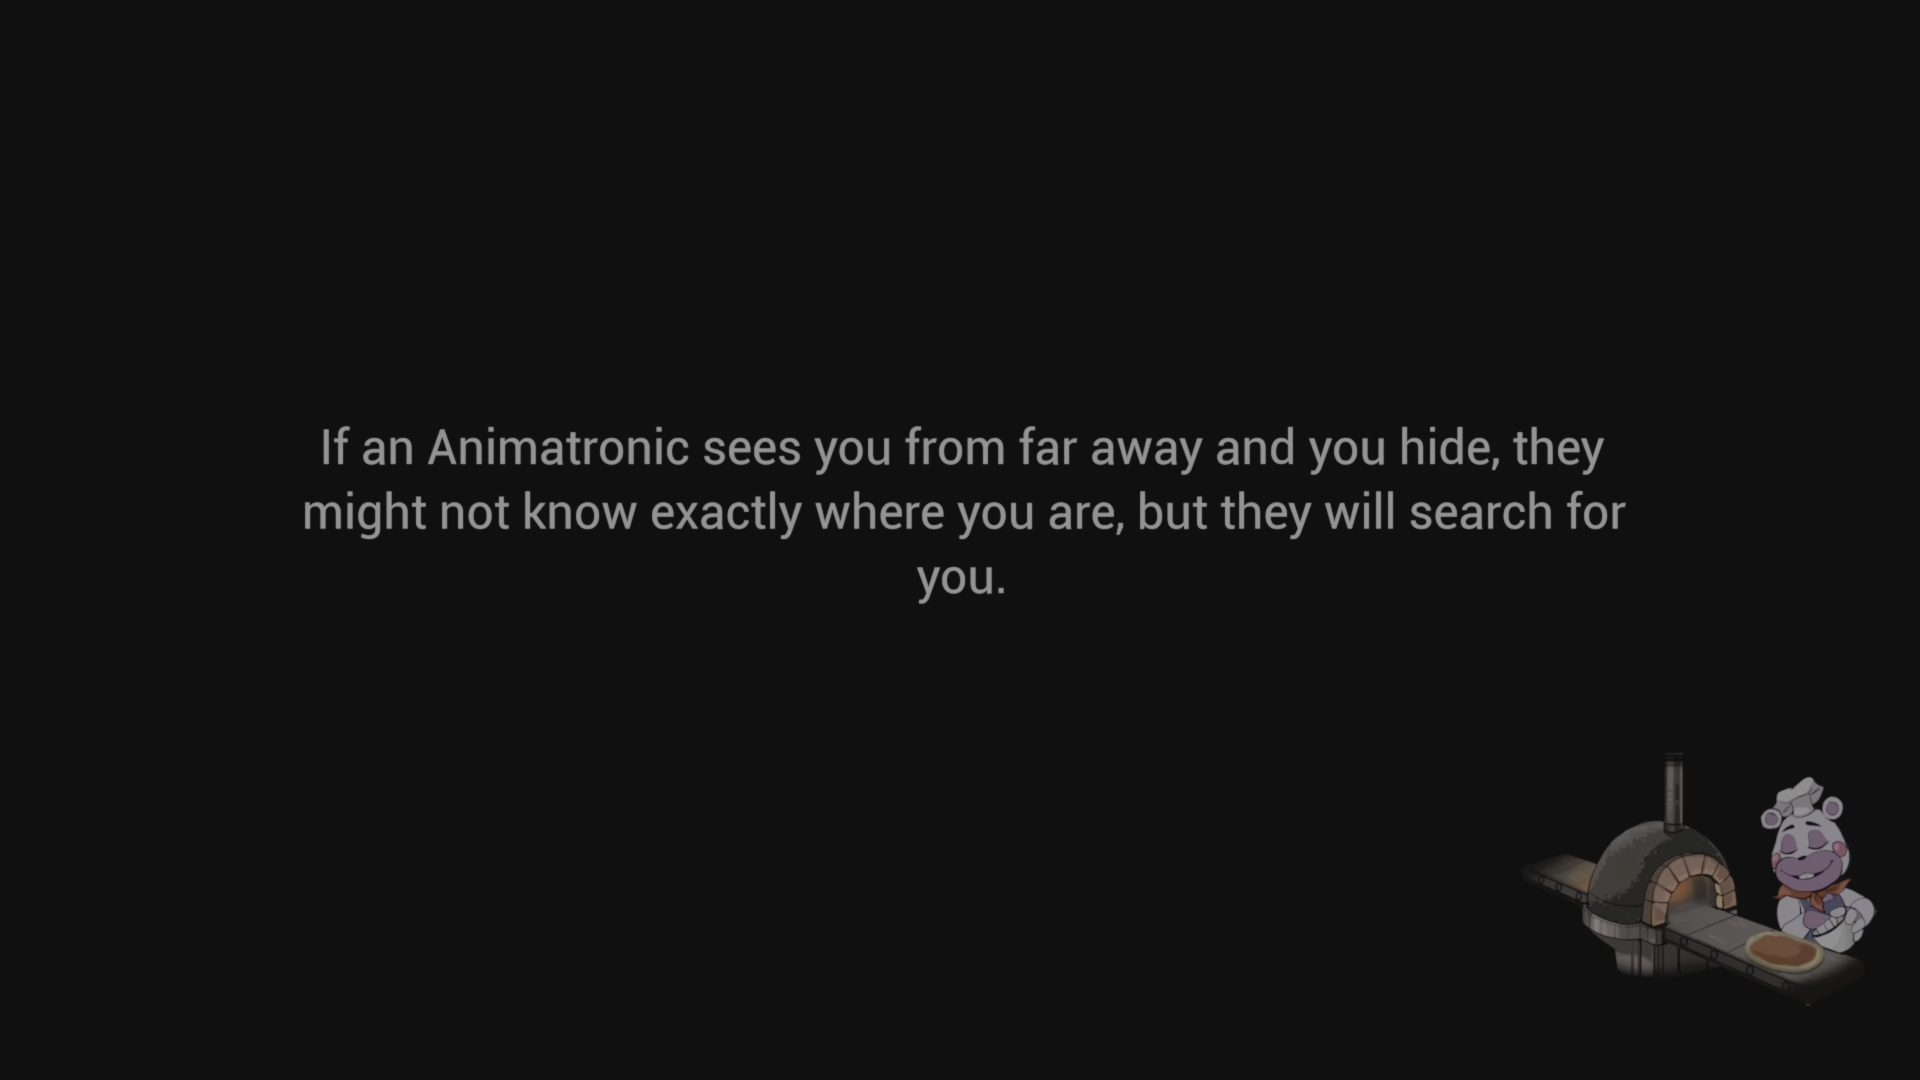 If an Animatronic sees you from far away and you hide, they
might not know exactly where you are, but they will search for
you.